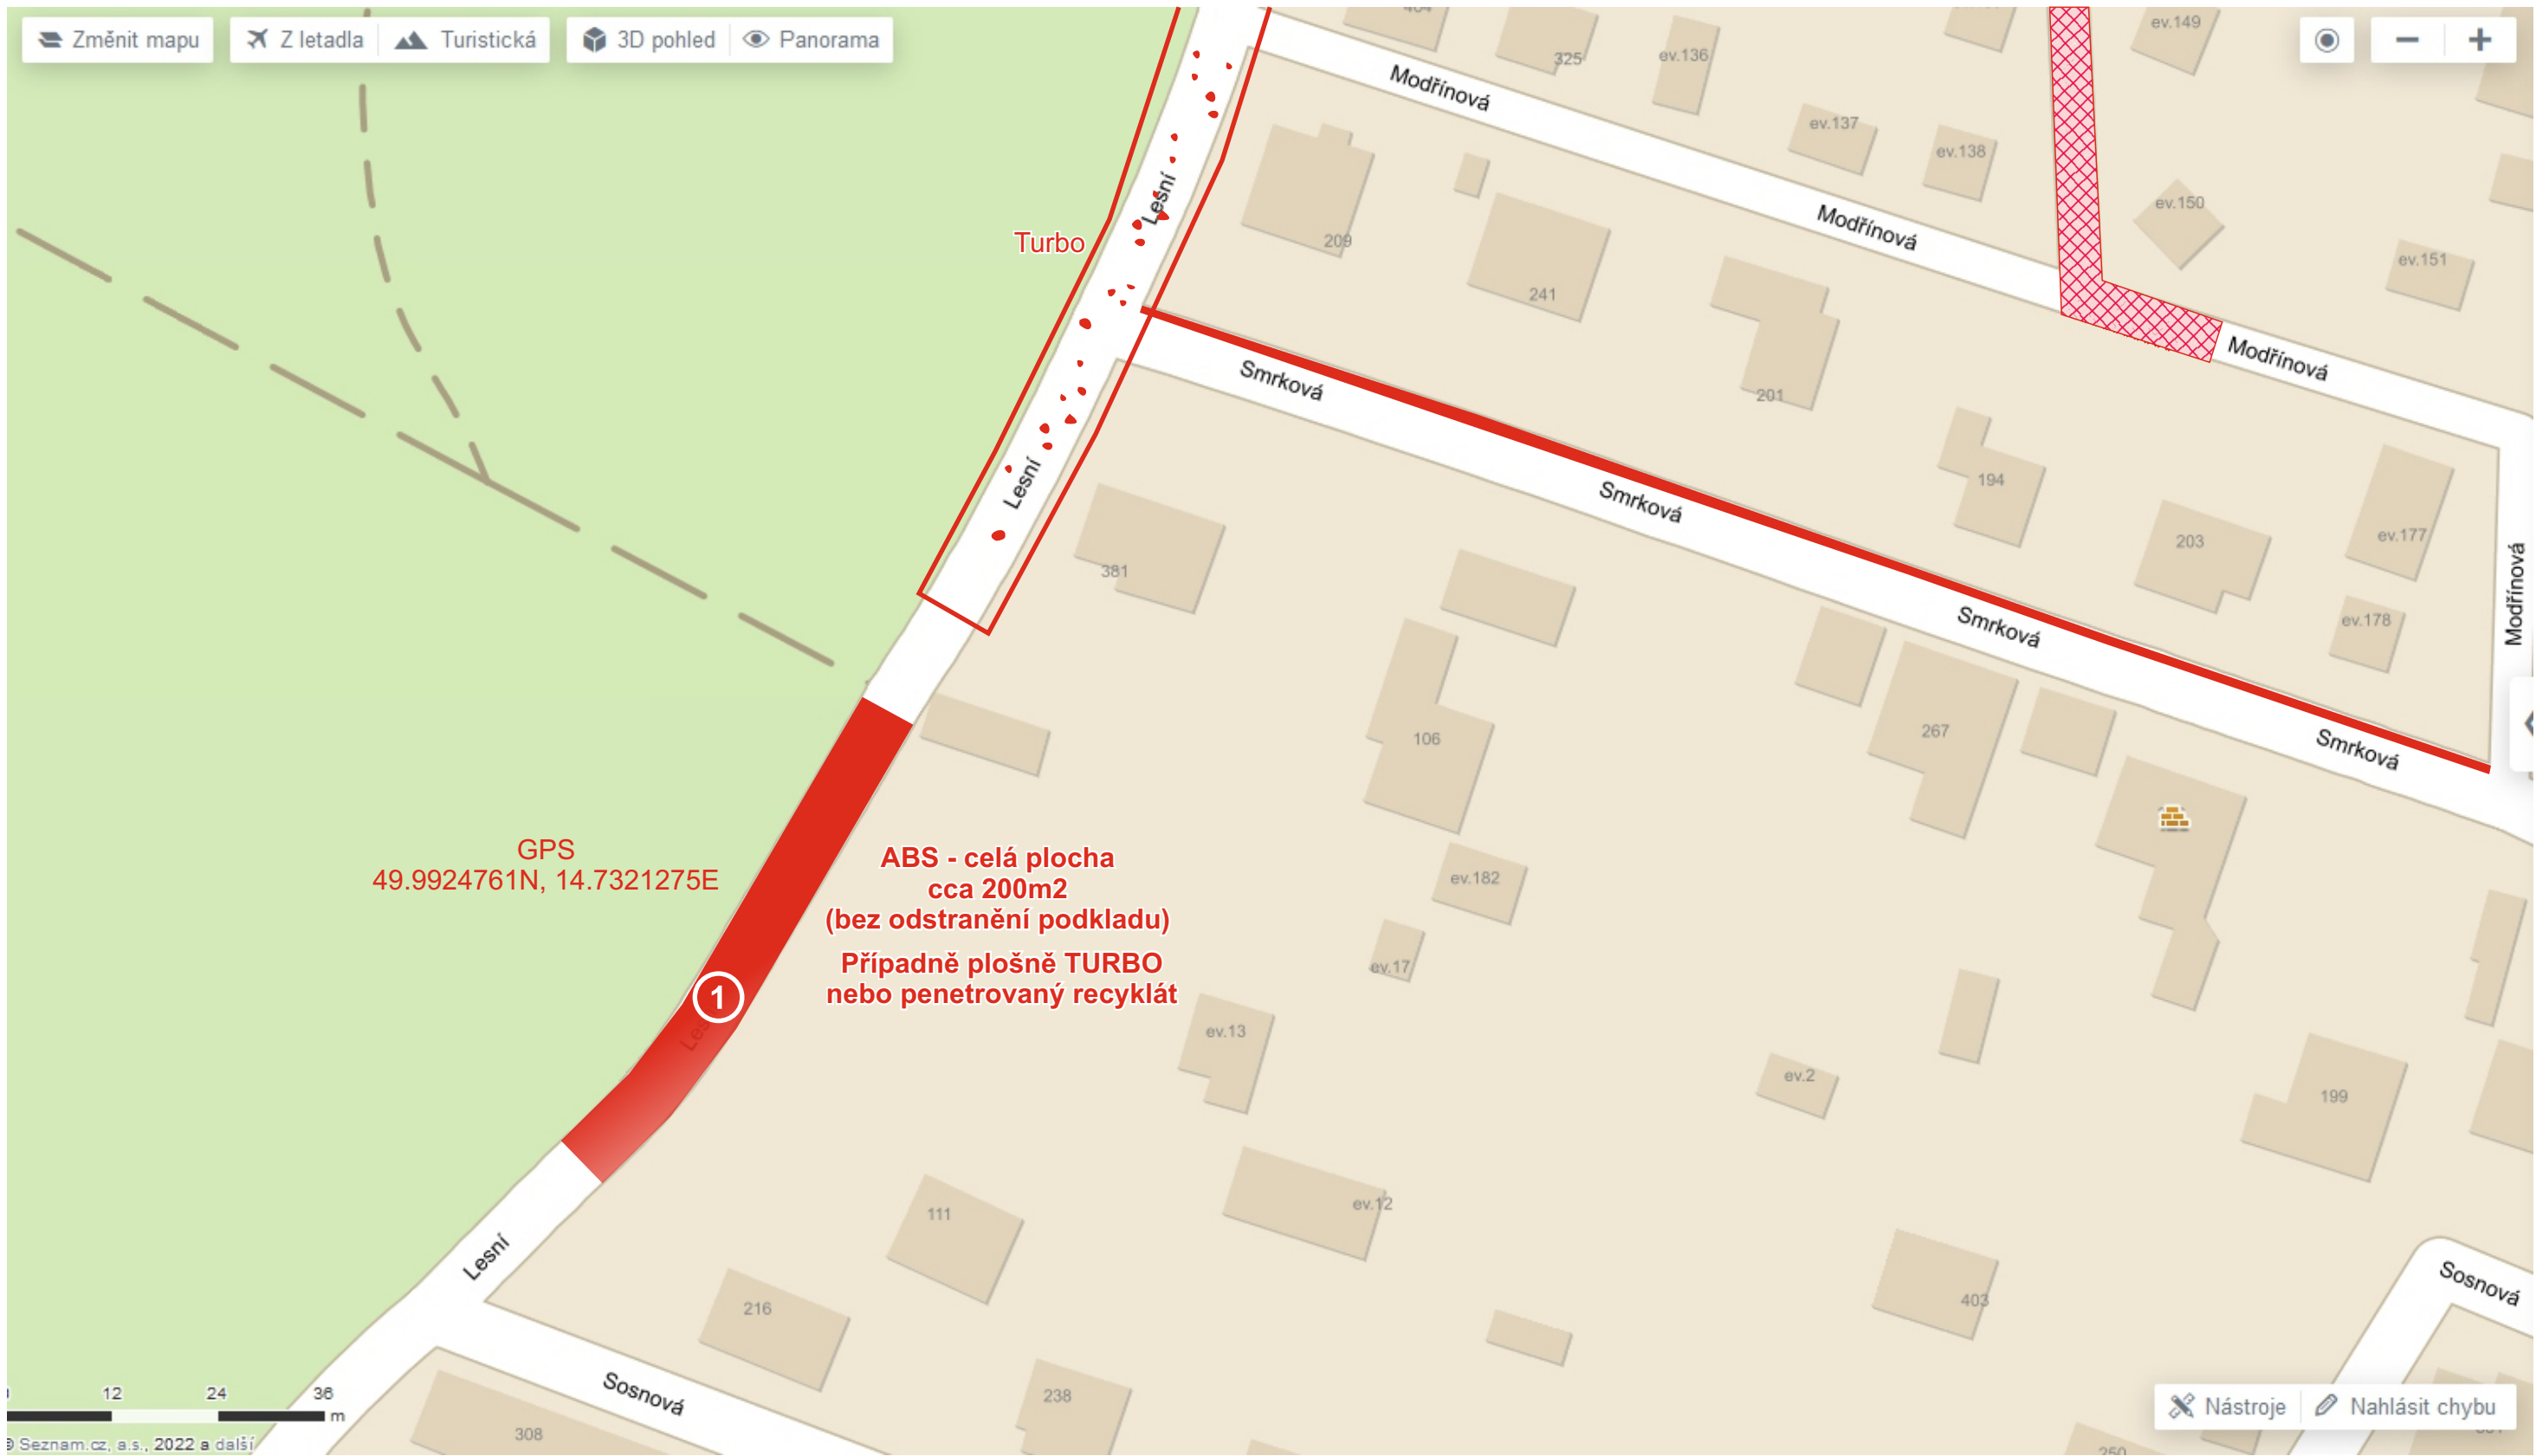 Změnit mapu
Z letadla
Turistická
3D pohled
Panorama
325
ev.136
ev.149
Modřínová
ev.137
ev.138
Lesní
Modřínová
ev.150
209
Turbo
241
ev.151
Smrková
201
Modřínová
Lesní
Smrková
194
203
ev.177
381
Modřínová
Smrková
ev.178
106
267
Smrková
GPS
49.9924761N, 14.7321275E
ABS - celá plocha
cca 200m2
(bez odstranění podkladu)
Případně plošně TURBO
nebo penetrovaný recyklát
ev.182
ev.17
1
ev.13
ev.2
199
111
ev.12
Lesní
216
403
Sosnová
Sosnová
238
308
12
24
36
m
Seznam.cz, a.s., 2022 a další
Nástroje
Nahlásit chybu